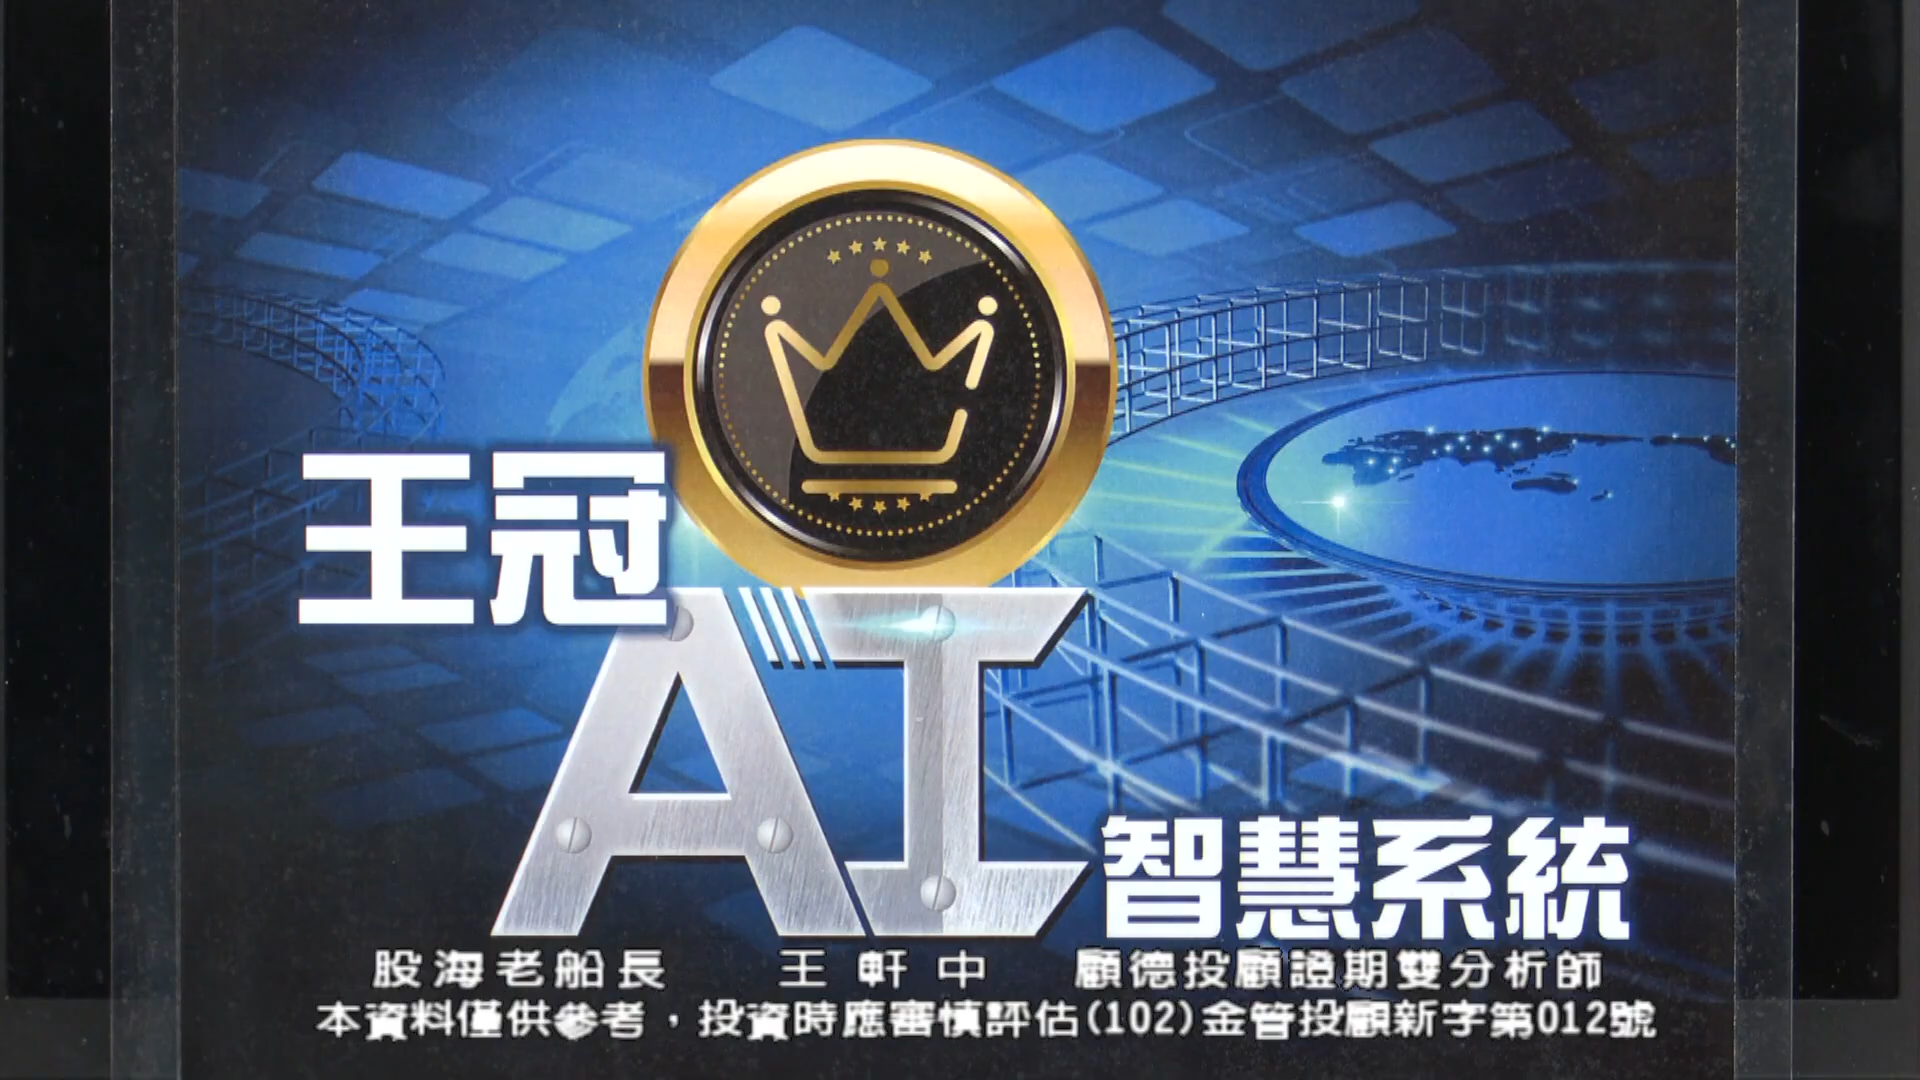 王冠
AI
智慧系統
股海老船長 王軒中 顧德投顧證期雙分析師
本資料僅供參考，投資時應審慎評估(102)金管投顧新字第012號